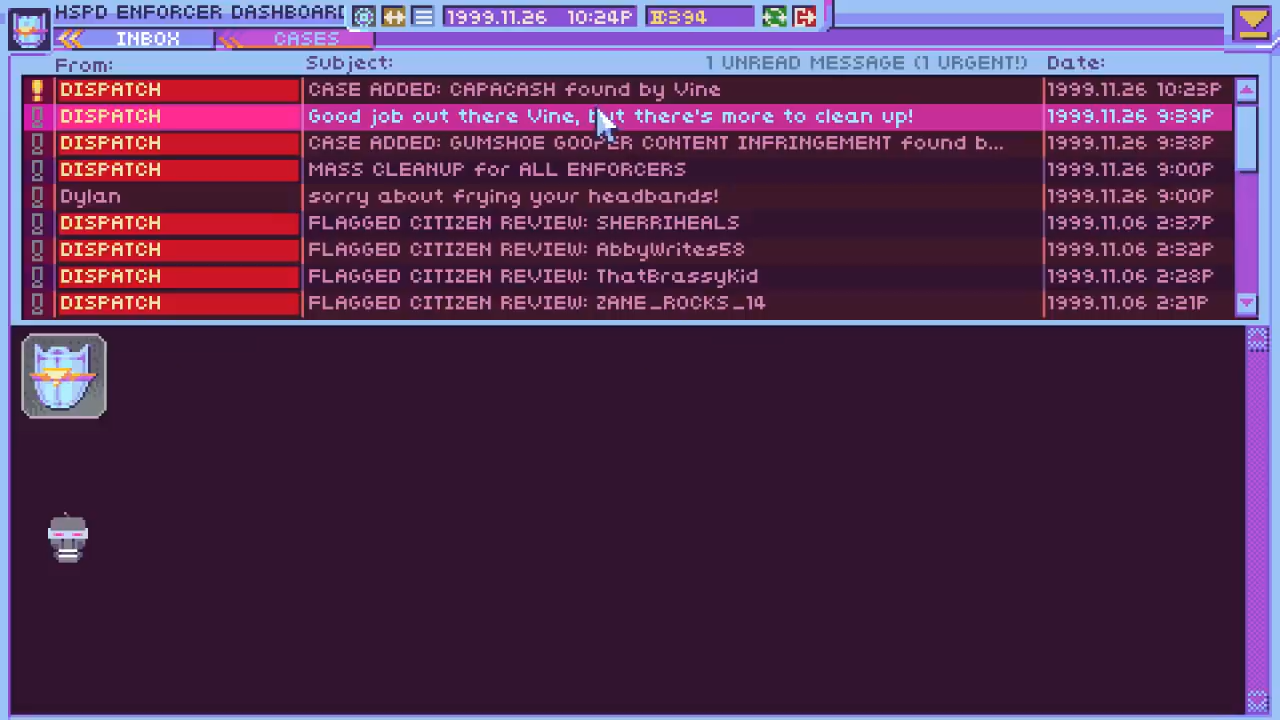 HSPD ENFORCER DASHBOARD
1999.11.26 10:24P
394
INBOX
CASES
From:
Subject:
1 UNREAD MESSAGE (1 URGENT!)
Date:
DISPATCH CASE ADDED: CAPACASH found by Vine 1999.11.26 10:23P
DISPATCH Good job out there Vine, but there's more to clean up! 1999.11.26 9:39P
DISPATCH CASE ADDED: GUMSHOE GOOPER CONTENT INFRINGEMENT found b... 1999.11.26 9:38P
DISPATCH MASS CLEANUP for ALL ENFORCERS 1999.11.26 9:00P
Dylan sorry about frying your headbands! 1999.11.26 9:00P
DISPATCH FLAGGED CITIZEN REVIEW: SHERRIHEALS 1999.11.06 2:37P
DISPATCH FLAGGED CITIZEN REVIEW: AbbyWrites58 1999.11.06 2:32P
DISPATCH FLAGGED CITIZEN REVIEW: ThatBrassyKid 1999.11.06 2:28P
DISPATCH FLAGGED CITIZEN REVIEW: ZANE_ROCKS_14 1999.11.06 2:21P